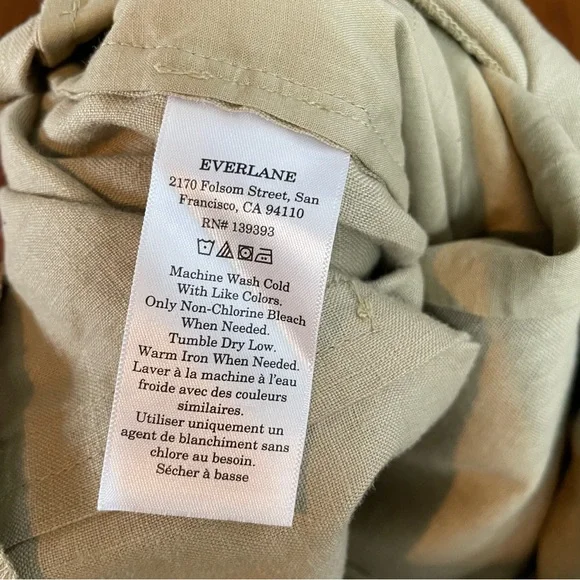 EVERLANE
2170 Folsom Street, San
Francisco, CA 94110
RN# 139393
Machine Wash Cold
With Like Colors.
Only Non-Chlorine Bleach
When Needed.
Tumble Dry Low.
Warm Iron When Needed.
Laver à la machine à l'eau
froide avec des couleurs
similaires.
Utiliser uniquement un
agent de blanchiment sans
chlore au besoin.
Sécher à basse